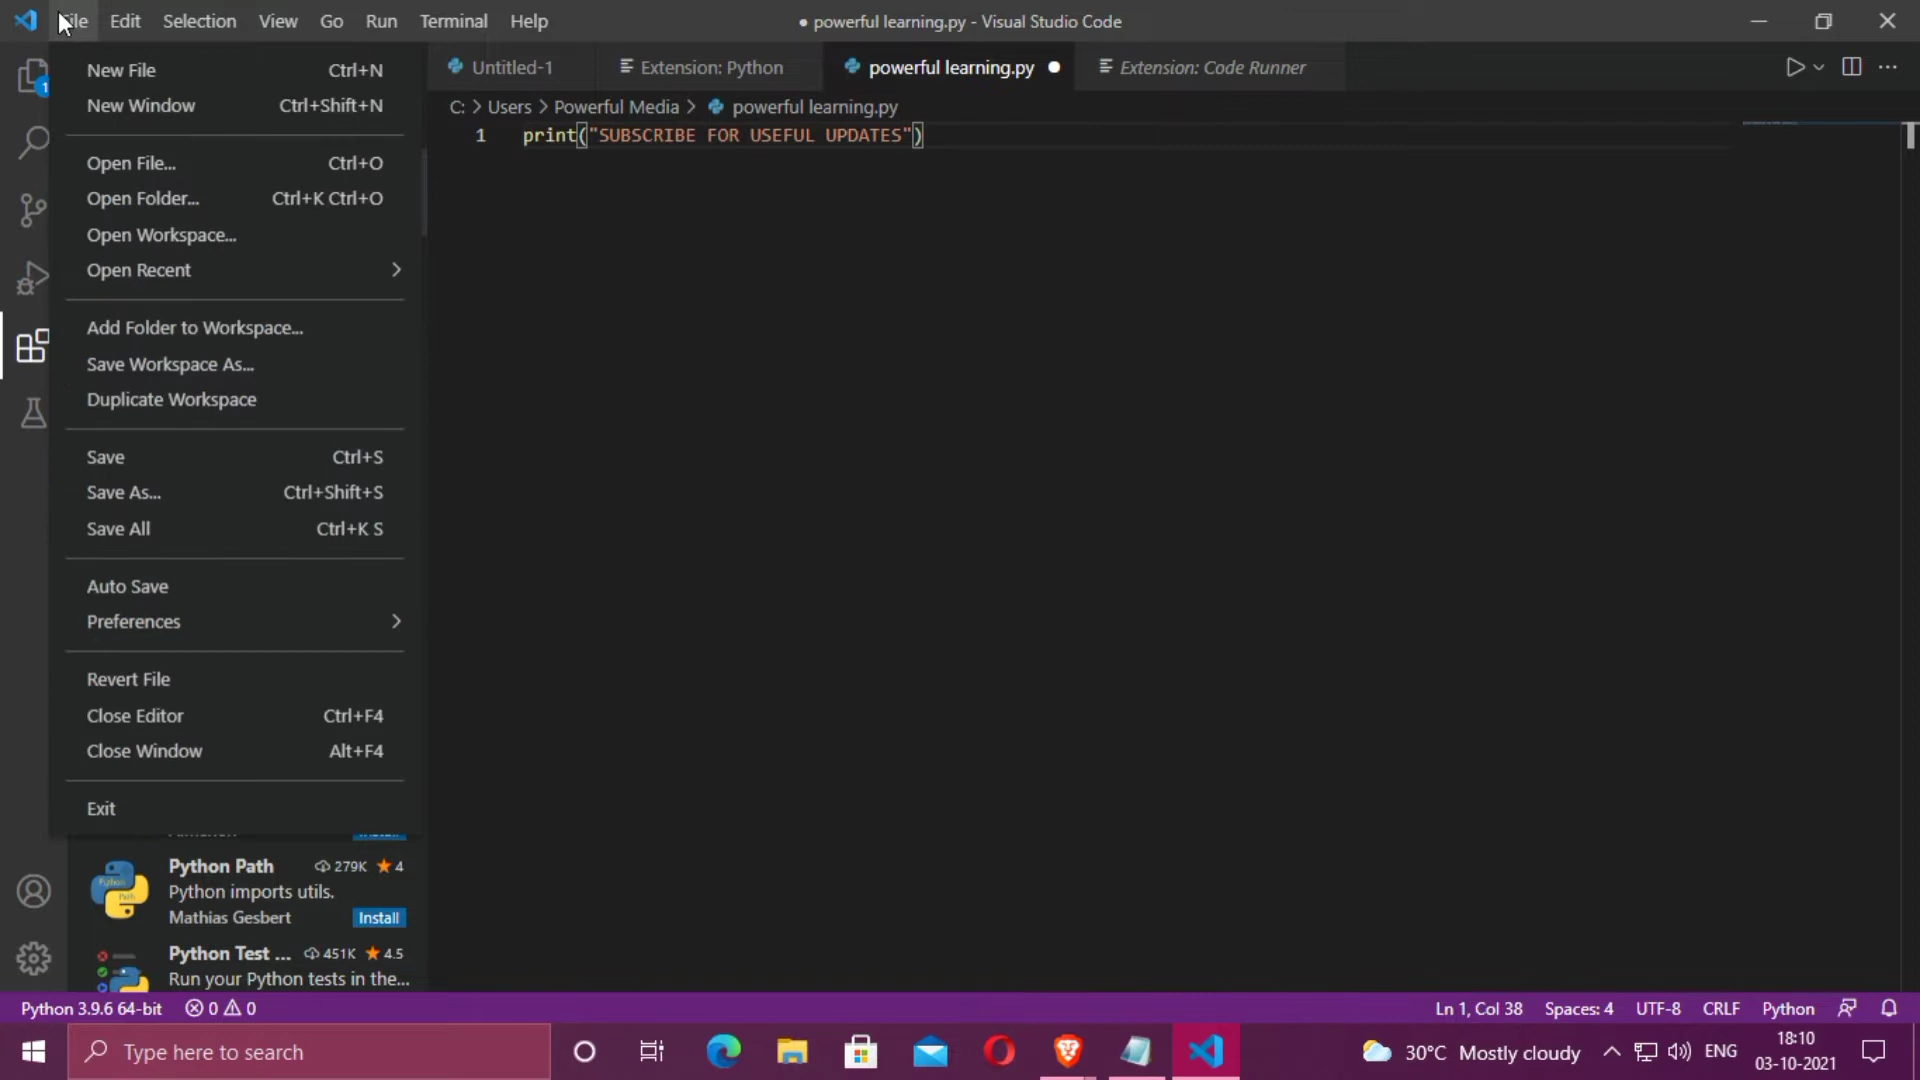 File Edit Selection View Go Run Terminal Help
● powerful learning.py - Visual Studio Code
New File Ctrl+N
New Window Ctrl+Shift+N
Open File... Ctrl+O
Open Folder... Ctrl+K Ctrl+O
Open Workspace...
Open Recent
Add Folder to Workspace...
Save Workspace As...
Duplicate Workspace
Save Ctrl+S
Save As... Ctrl+Shift+S
Save All Ctrl+K S
Auto Save
Preferences
Revert File
Close Editor Ctrl+F4
Close Window Alt+F4
Exit
1
Untitled-1 Extension: Python powerful learning.py Extension: Code Runner
C: > Users > Powerful Media > powerful learning.py
1 print("SUBSCRIBE FOR USEFUL UPDATES")
Python Path 279K ★ 4
Python imports utils.
Mathias Gesbert Install
Python Test ... 451K ★ 4.5
Run your Python tests in the...
Python 3.9.6 64-bit 0 0
Ln 1, Col 38 Spaces: 4 UTF-8 CRLF Python
Type here to search
30°C Mostly cloudy ENG
18:10
03-10-2021